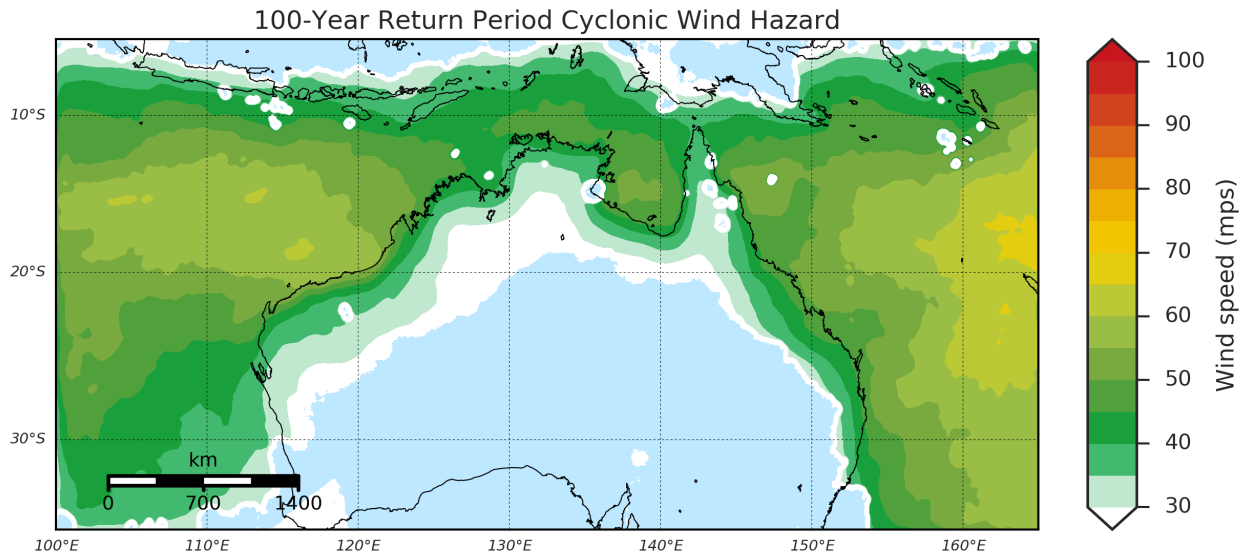 100-Year Return Period Cyclonic Wind Hazard
10°S
20°S
30°S
km
0 700 1400
100°E 110°E 120°E 130°E 140°E 150°E 160°E
100
90
80
70
60
50
40
30
Wind speed (mps)